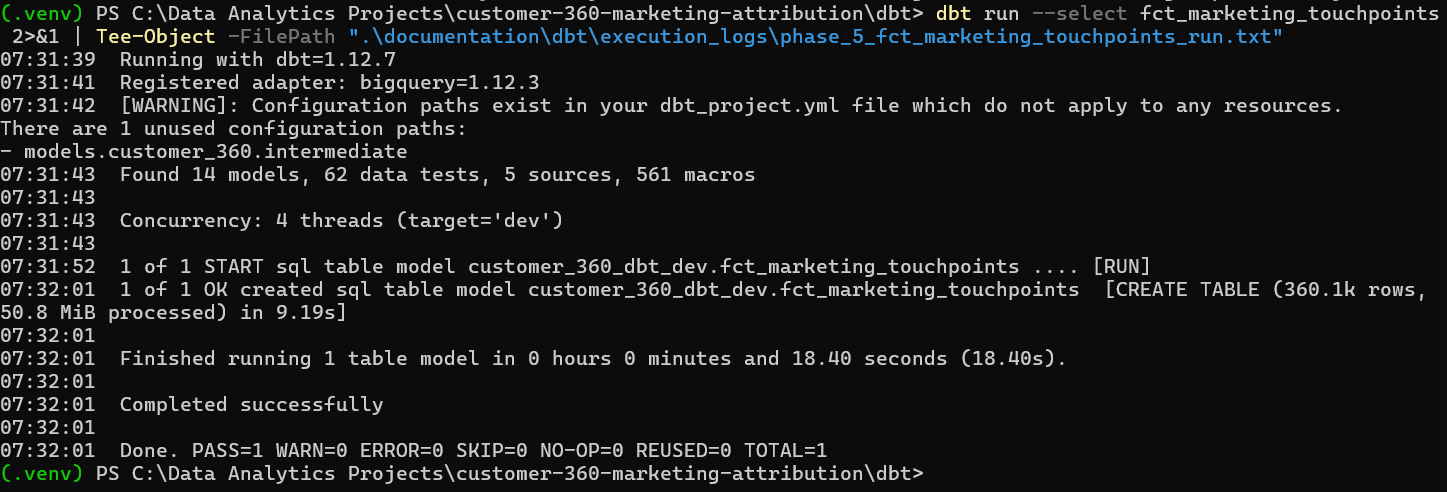 (.venv) PS C:\Data Analytics Projects\customer-360-marketing-attribution\dbt> dbt run --select fct_marketing_touchpoints
 2>&1 | Tee-Object -FilePath ".\documentation\dbt\execution_logs\phase_5_fct_marketing_touchpoints_run.txt"
07:31:39  Running with dbt=1.12.7
07:31:41  Registered adapter: bigquery=1.12.3
07:31:42  [WARNING]: Configuration paths exist in your dbt_project.yml file which do not apply to any resources.
There are 1 unused configuration paths:
- models.customer_360.intermediate
07:31:43  Found 14 models, 62 data tests, 5 sources, 561 macros
07:31:43
07:31:43  Concurrency: 4 threads (target='dev')
07:31:43
07:31:52  1 of 1 START sql table model customer_360_dbt_dev.fct_marketing_touchpoints .... [RUN]
07:32:01  1 of 1 OK created sql table model customer_360_dbt_dev.fct_marketing_touchpoints  [CREATE TABLE (360.1k rows,
50.8 MiB processed) in 9.19s]
07:32:01
07:32:01  Finished running 1 table model in 0 hours 0 minutes and 18.40 seconds (18.40s).
07:32:01
07:32:01  Completed successfully
07:32:01
07:32:01  Done. PASS=1 WARN=0 ERROR=0 SKIP=0 NO-OP=0 REUSED=0 TOTAL=1
(.venv) PS C:\Data Analytics Projects\customer-360-marketing-attribution\dbt>